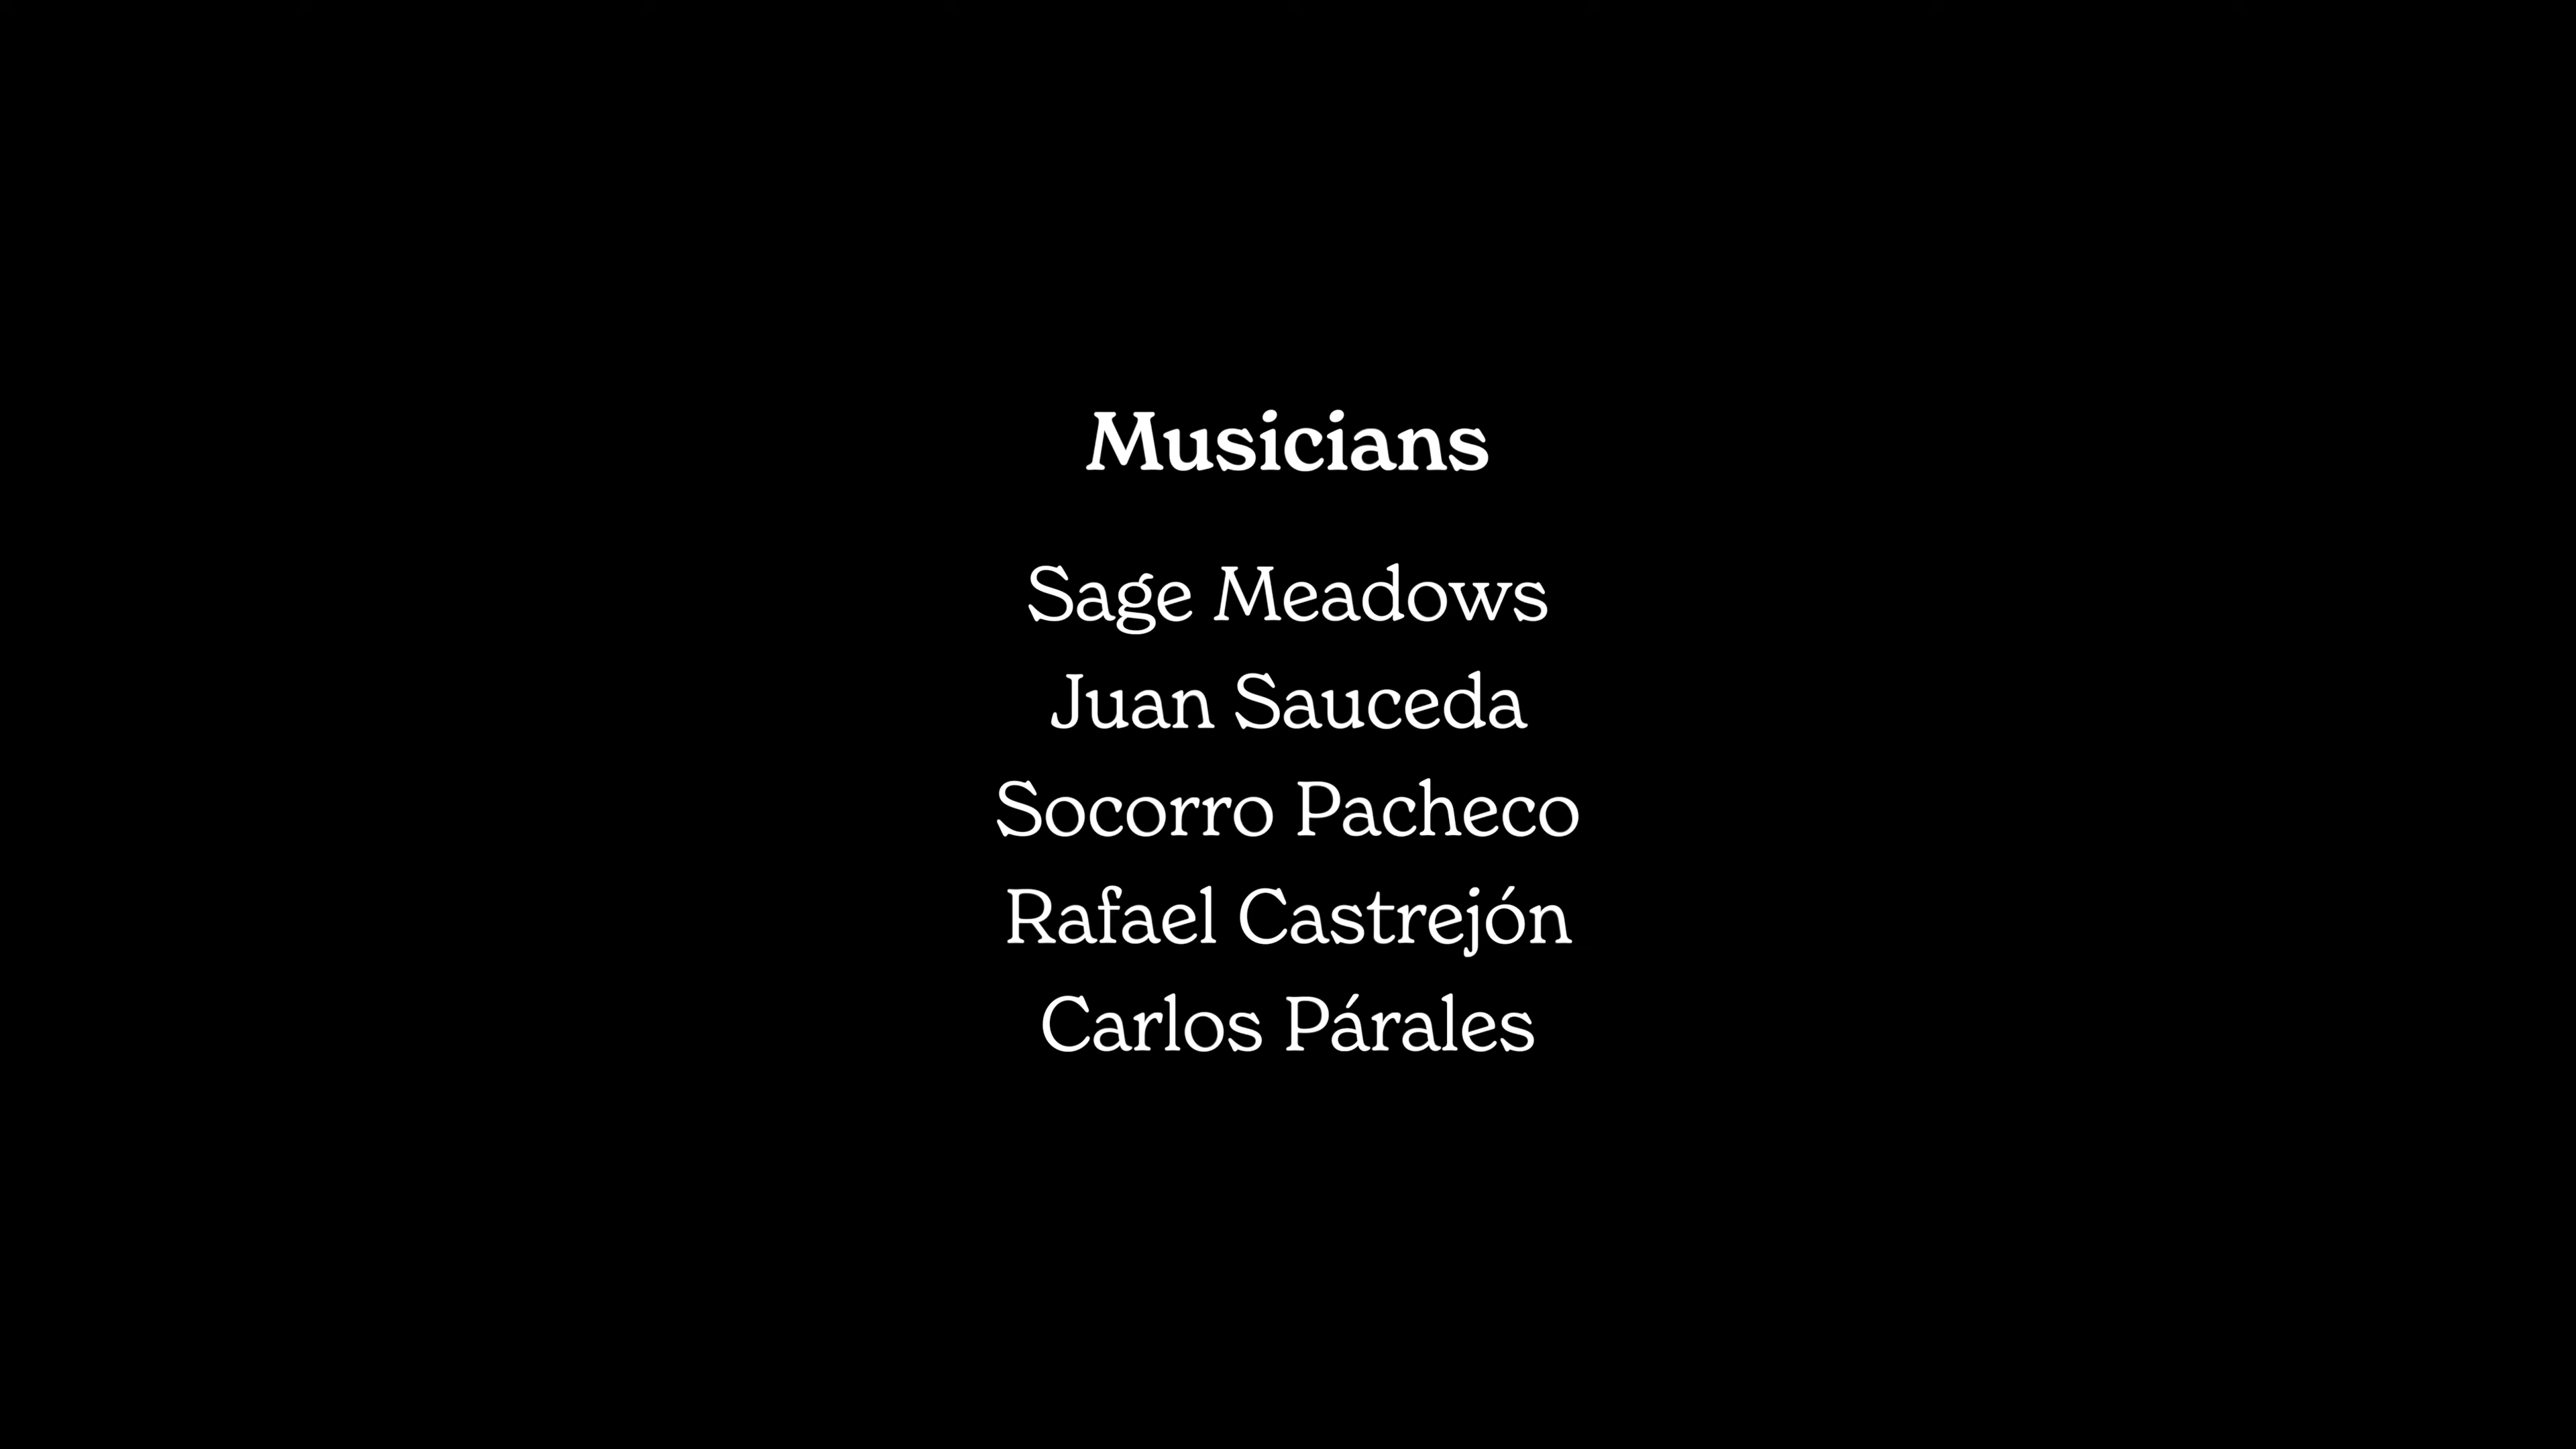 Musicians
Sage Meadows
Juan Sauceda
Socorro Pacheco
Rafael Castrejón
Carlos Párales